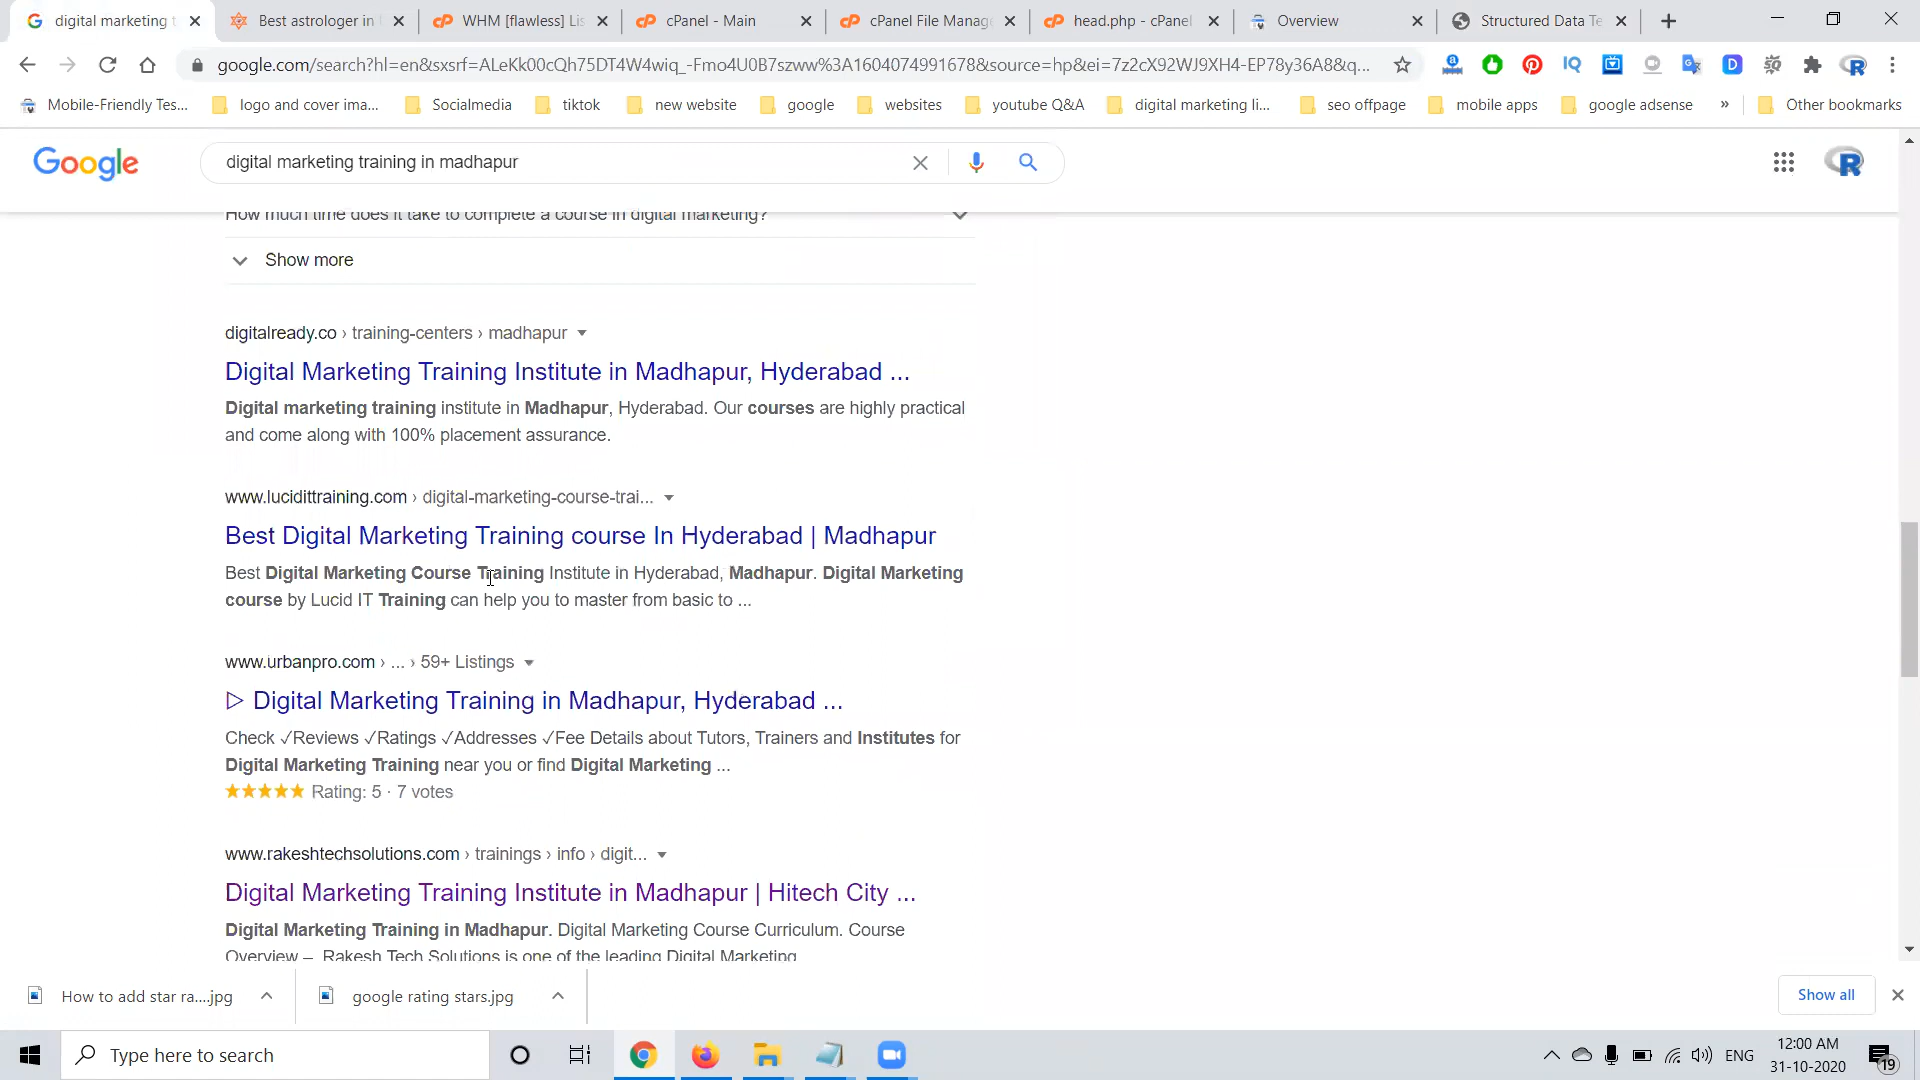 digital marketing t
Best astrologer in
WHM [flawless] Lis
cPanel - Main
cPanel File Manage
head.php - cPanel
Overview
Structured Data Te
google.com/search?hl=en&sxsrf=ALeKk00cQh75DT4W4wiq_-Fmo4U0B7szww%3A1604074991678&source=hp&ei=7z2cX92WJ9XH4-EP78y36A8&q...
Mobile-Friendly Tes...
logo and cover ima...
Socialmedia
tiktok
new website
google
websites
youtube Q&A
digital marketing li...
seo offpage
mobile apps
google adsense
»
Other bookmarks
Google
digital marketing training in madhapur
How much time does it take to complete a course in digital marketing?
Show more
digitalready.co › training-centers › madhapur
Digital Marketing Training Institute in Madhapur, Hyderabad ...
Digital marketing training institute in Madhapur, Hyderabad. Our courses are highly practical
and come along with 100% placement assurance.
www.lucidittraining.com › digital-marketing-course-trai...
Best Digital Marketing Training course In Hyderabad | Madhapur
Best Digital Marketing Course Training Institute in Hyderabad, Madhapur. Digital Marketing
course by Lucid IT Training can help you to master from basic to ...
www.urbanpro.com › ... › 59+ Listings
▷ Digital Marketing Training in Madhapur, Hyderabad ...
Check ✓Reviews ✓Ratings ✓Addresses ✓Fee Details about Tutors, Trainers and Institutes for
Digital Marketing Training near you or find Digital Marketing ...
★★★★★ Rating: 5 · 7 votes
www.rakeshtechsolutions.com › trainings › info › digit...
Digital Marketing Training Institute in Madhapur | Hitech City ...
Digital Marketing Training in Madhapur. Digital Marketing Course Curriculum. Course
Overview – Rakesh Tech Solutions is one of the leading Digital Marketing
How to add star ra....jpg
google rating stars.jpg
Show all
Type here to search
ENG
12:00 AM
31-10-2020
19